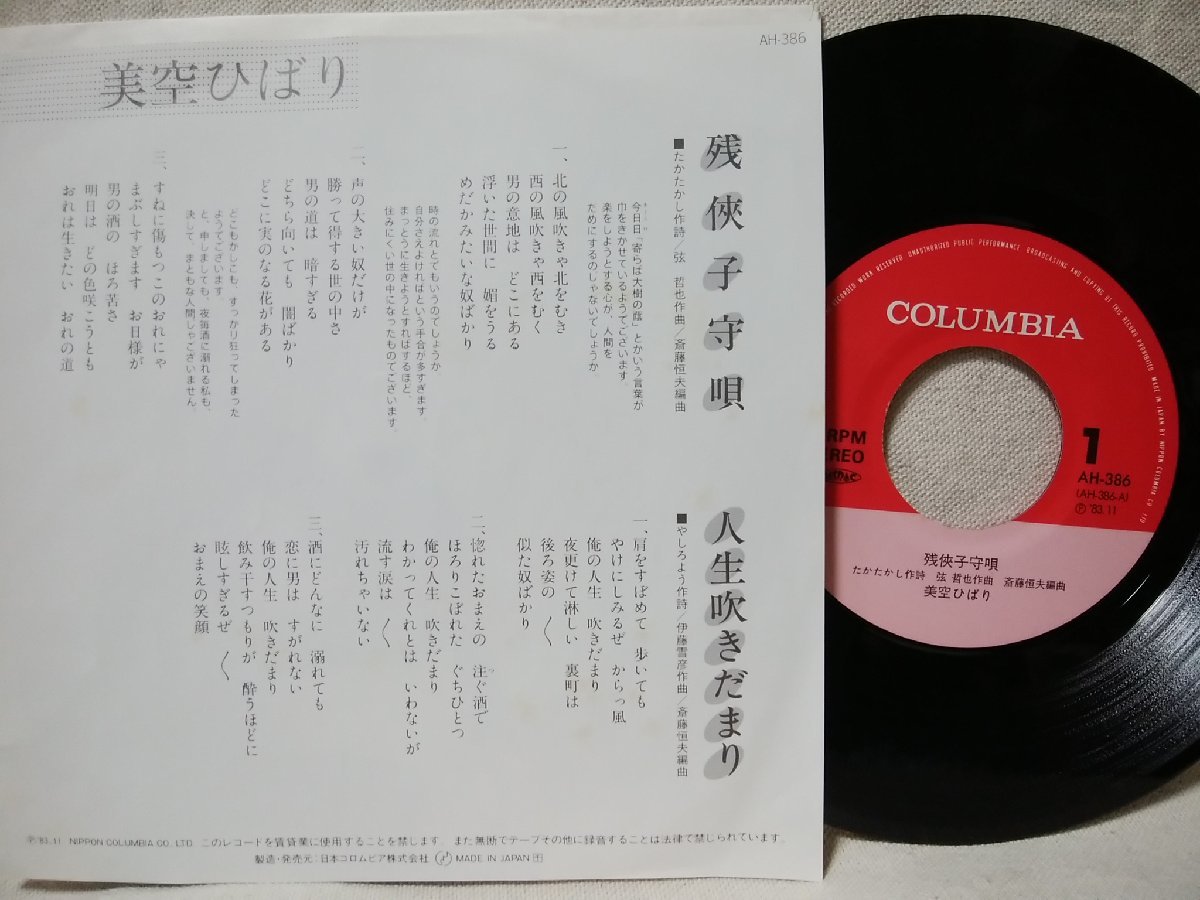 AH-386
美空ひばり
残侠子守唄
■たかたかし作詩／弦 哲也作曲／斎藤恒夫編曲
今日日「寄らば大樹の蔭」とかいう言葉が
巾をきかせているようでございます。
楽をしようとする心が、人間を
だめにするのじゃないでしょうか
一、北の風吹きゃ北をむき
西の風吹きゃ西をむく
男の意地は どこにある
浮いた世間に 媚をうる
めだかみたいな奴ばかり
時の流れとでもいうのでしょうか
自分さえよければという手合が多すぎます。
まっとうに生きようとすればするほど、
住みにくい世の中になったものでございます。
二、声の大きい奴だけが
勝って得する世の中さ
男の道は 暗すぎる
どちら向いても 闇ばかり
どこに実のなる花がある
どこもかしこも、すっかり狂ってしまった
ようでございます。
と、申しましても、夜毎酒に溺れる私も、
決して、まともな人間じゃございません
三、すねに傷もつこのおれにゃ
まぶしすぎます お日様が
男の酒の ほろ苦さ
明日は どの色咲こうとも
おれは生きたい おれの道
人生吹きだまり
■やしろよう作詩／伊藤雪彦作曲／斎藤恒夫編曲
一、肩をすぼめて 歩いても
やけにしみるぜ からっ風
俺の人生 吹きだまり
夜更けて淋しい 裏町は
後ろ姿の 〱
似た奴ばかり
二、惚れたおまえの 注ぐ酒で
ほろりこぼれた ぐちひとつ
俺の人生 吹きだまり
わかってくれとは いわないが
流す涙は 〱
汚れちゃいない
三、酒にどんなに 溺れても
恋に男は すがれない
俺の人生 吹きだまり
飲み干すつもりが 酔うほどに
眩しすぎるぜ 〱
おまえの笑顔
Ⓟ'83.11 NIPPON COLUMBIA CO., LTD. このレコードを賃貸業に使用することを禁じます。また無断でテープその他に録音することは法律で禁じられています。
製造・発売元：日本コロムビア株式会社 MADE IN JAPAN
RECORDED WORK RESERVED UNAUTHORIZED PUBLIC PERFORMANCE BROADCASTING AND COPYING OF THIS RECORD PROHIBITED MADE IN JAPAN BY NIPPON COLUMBIA CO LTD
COLUMBIA
RPM
EREO
1
AH-386
(AH-386-A)
Ⓟ '83.11
残侠子守唄
たかたかし作詩 弦 哲也作曲 斎藤恒夫編曲
美空ひばり